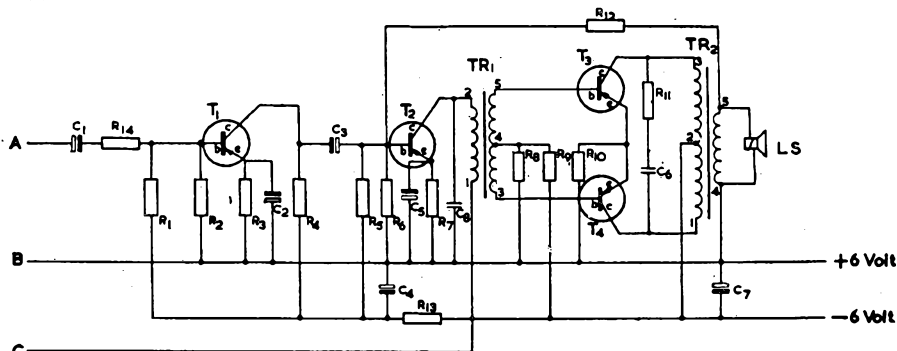 R12
T3
TR2
TR1
3
2 5
c
b e
R11
T1
T2
5
A C1 R14 C3 4 2 LS
c
b e
c
b e
R8 R9 R10 C6 4
3
e
b c
R1 R2 R3 C2 R4 R5 R6 C5 R7 C8 1 T4 1
B +6 Volt
C4 R13 C7
-6 Volt
C